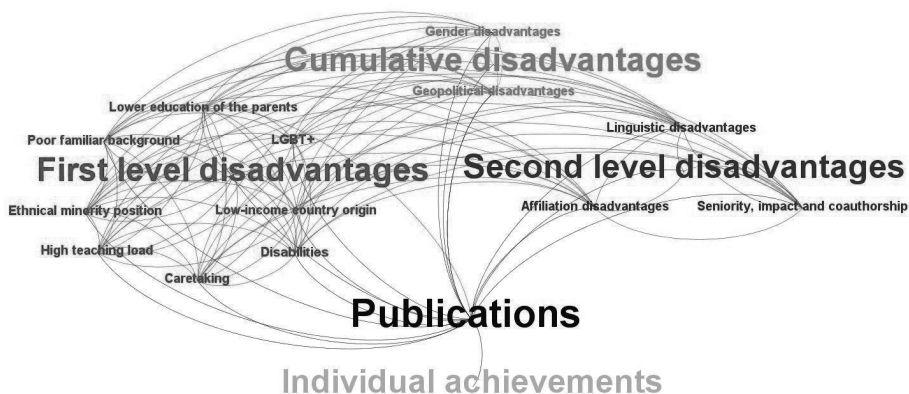 Gender disadvantages
Cumulative disadvantages
Geopolitical disadvantages
Lower education of the parents
Linguistic disadvantages
Poor familiar background
LGBT+
First level disadvantages
Second level disadvantages
Ethnical minority position
Low-income country origin
Affiliation disadvantages
Seniority, impact and coauthorship
High teaching load
Disabilities
Caretaking
Publications
Individual achievements